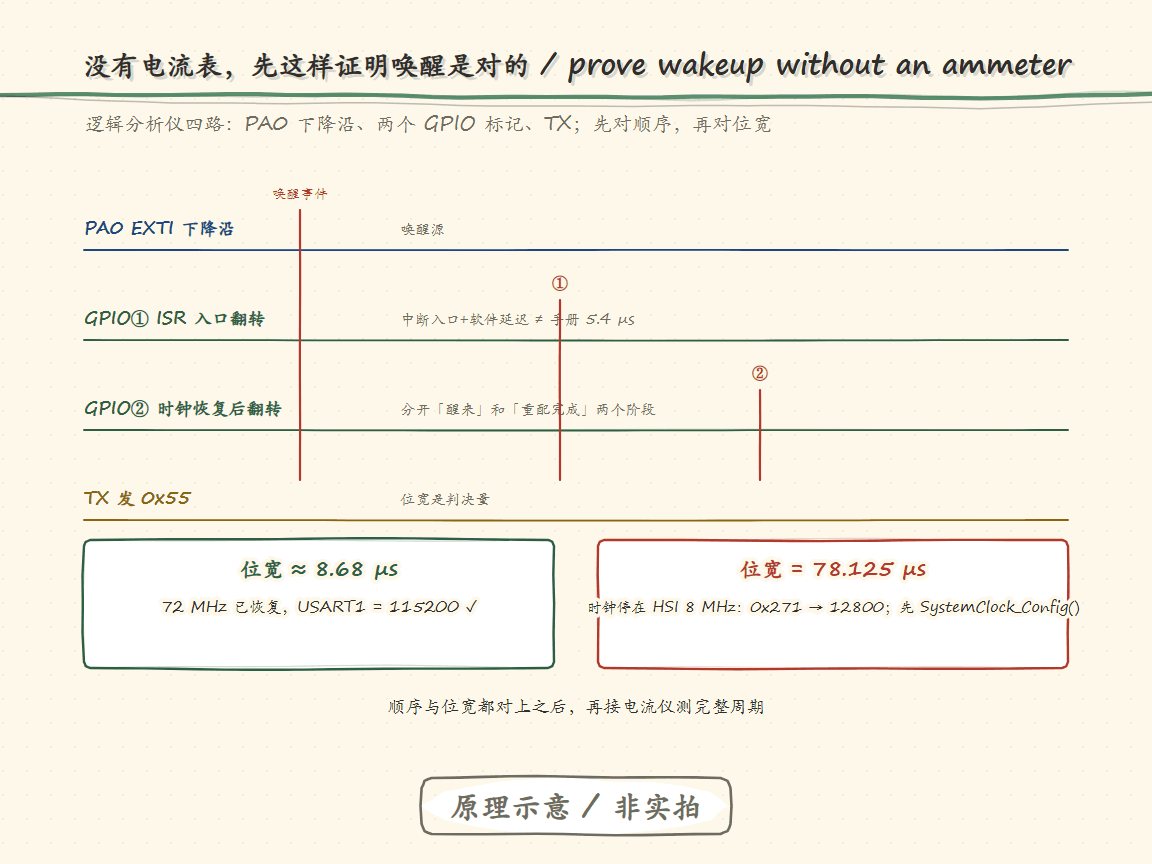 没有电流表，先这样证明唤醒是对的 / prove wakeup without an ammeter
逻辑分析仪四路：PA0 下降沿、两个 GPIO 标记、TX；先对顺序，再对位宽
唤醒事件
PA0 EXTI 下降沿
唤醒源
①
GPIO① ISR 入口翻转
中断入口+软件延迟 ≠ 手册 5.4 μs
②
GPIO② 时钟恢复后翻转
分开「醒来」和「重配完成」两个阶段
TX 发 0x55
位宽是判决量
位宽 ≈ 8.68 μs
72 MHz 已恢复，USART1 = 115200 ✓
位宽 = 78.125 μs
时钟停在 HSI 8 MHz：0x271 → 12800；先 SystemClock_Config()
顺序与位宽都对上之后，再接电流仪测完整周期
原理示意 / 非实拍